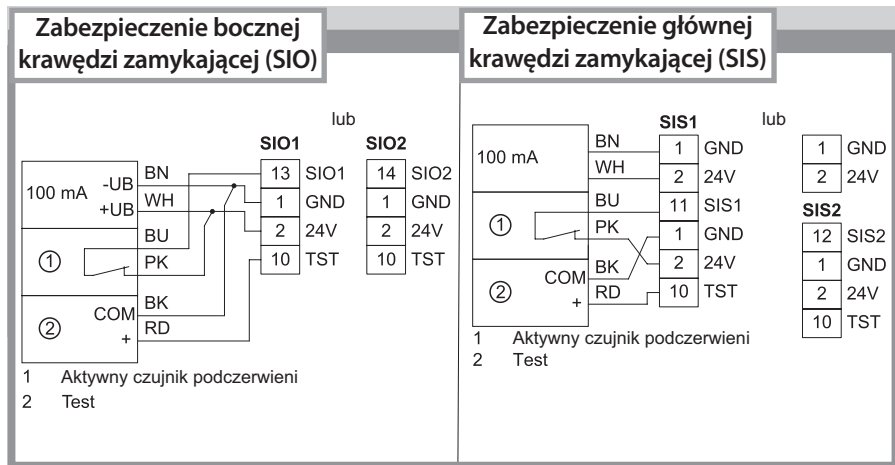 Zabezpieczenie bocznej
krawędzi zamykającej (SIO)
lub
SIO1 SIO2
100 mA -UB BN 13 SIO1 14 SIO2
+UB WH 1 GND 1 GND
BU 2 24V 2 24V
1 PK 10 TST 10 TST
COM BK
2 + RD
1 Aktywny czujnik podczerwieni
2 Test
Zabezpieczenie głównej
krawędzi zamykającej (SIS)
SIS1 lub
100 mA BN 1 GND 1 GND
WH 2 24V 2 24V
BU 11 SIS1 SIS2
1 PK 1 GND 12 SIS2
COM BK 2 24V 1 GND
2 + RD 10 TST 2 24V
10 TST
1 Aktywny czujnik podczerwieni
2 Test